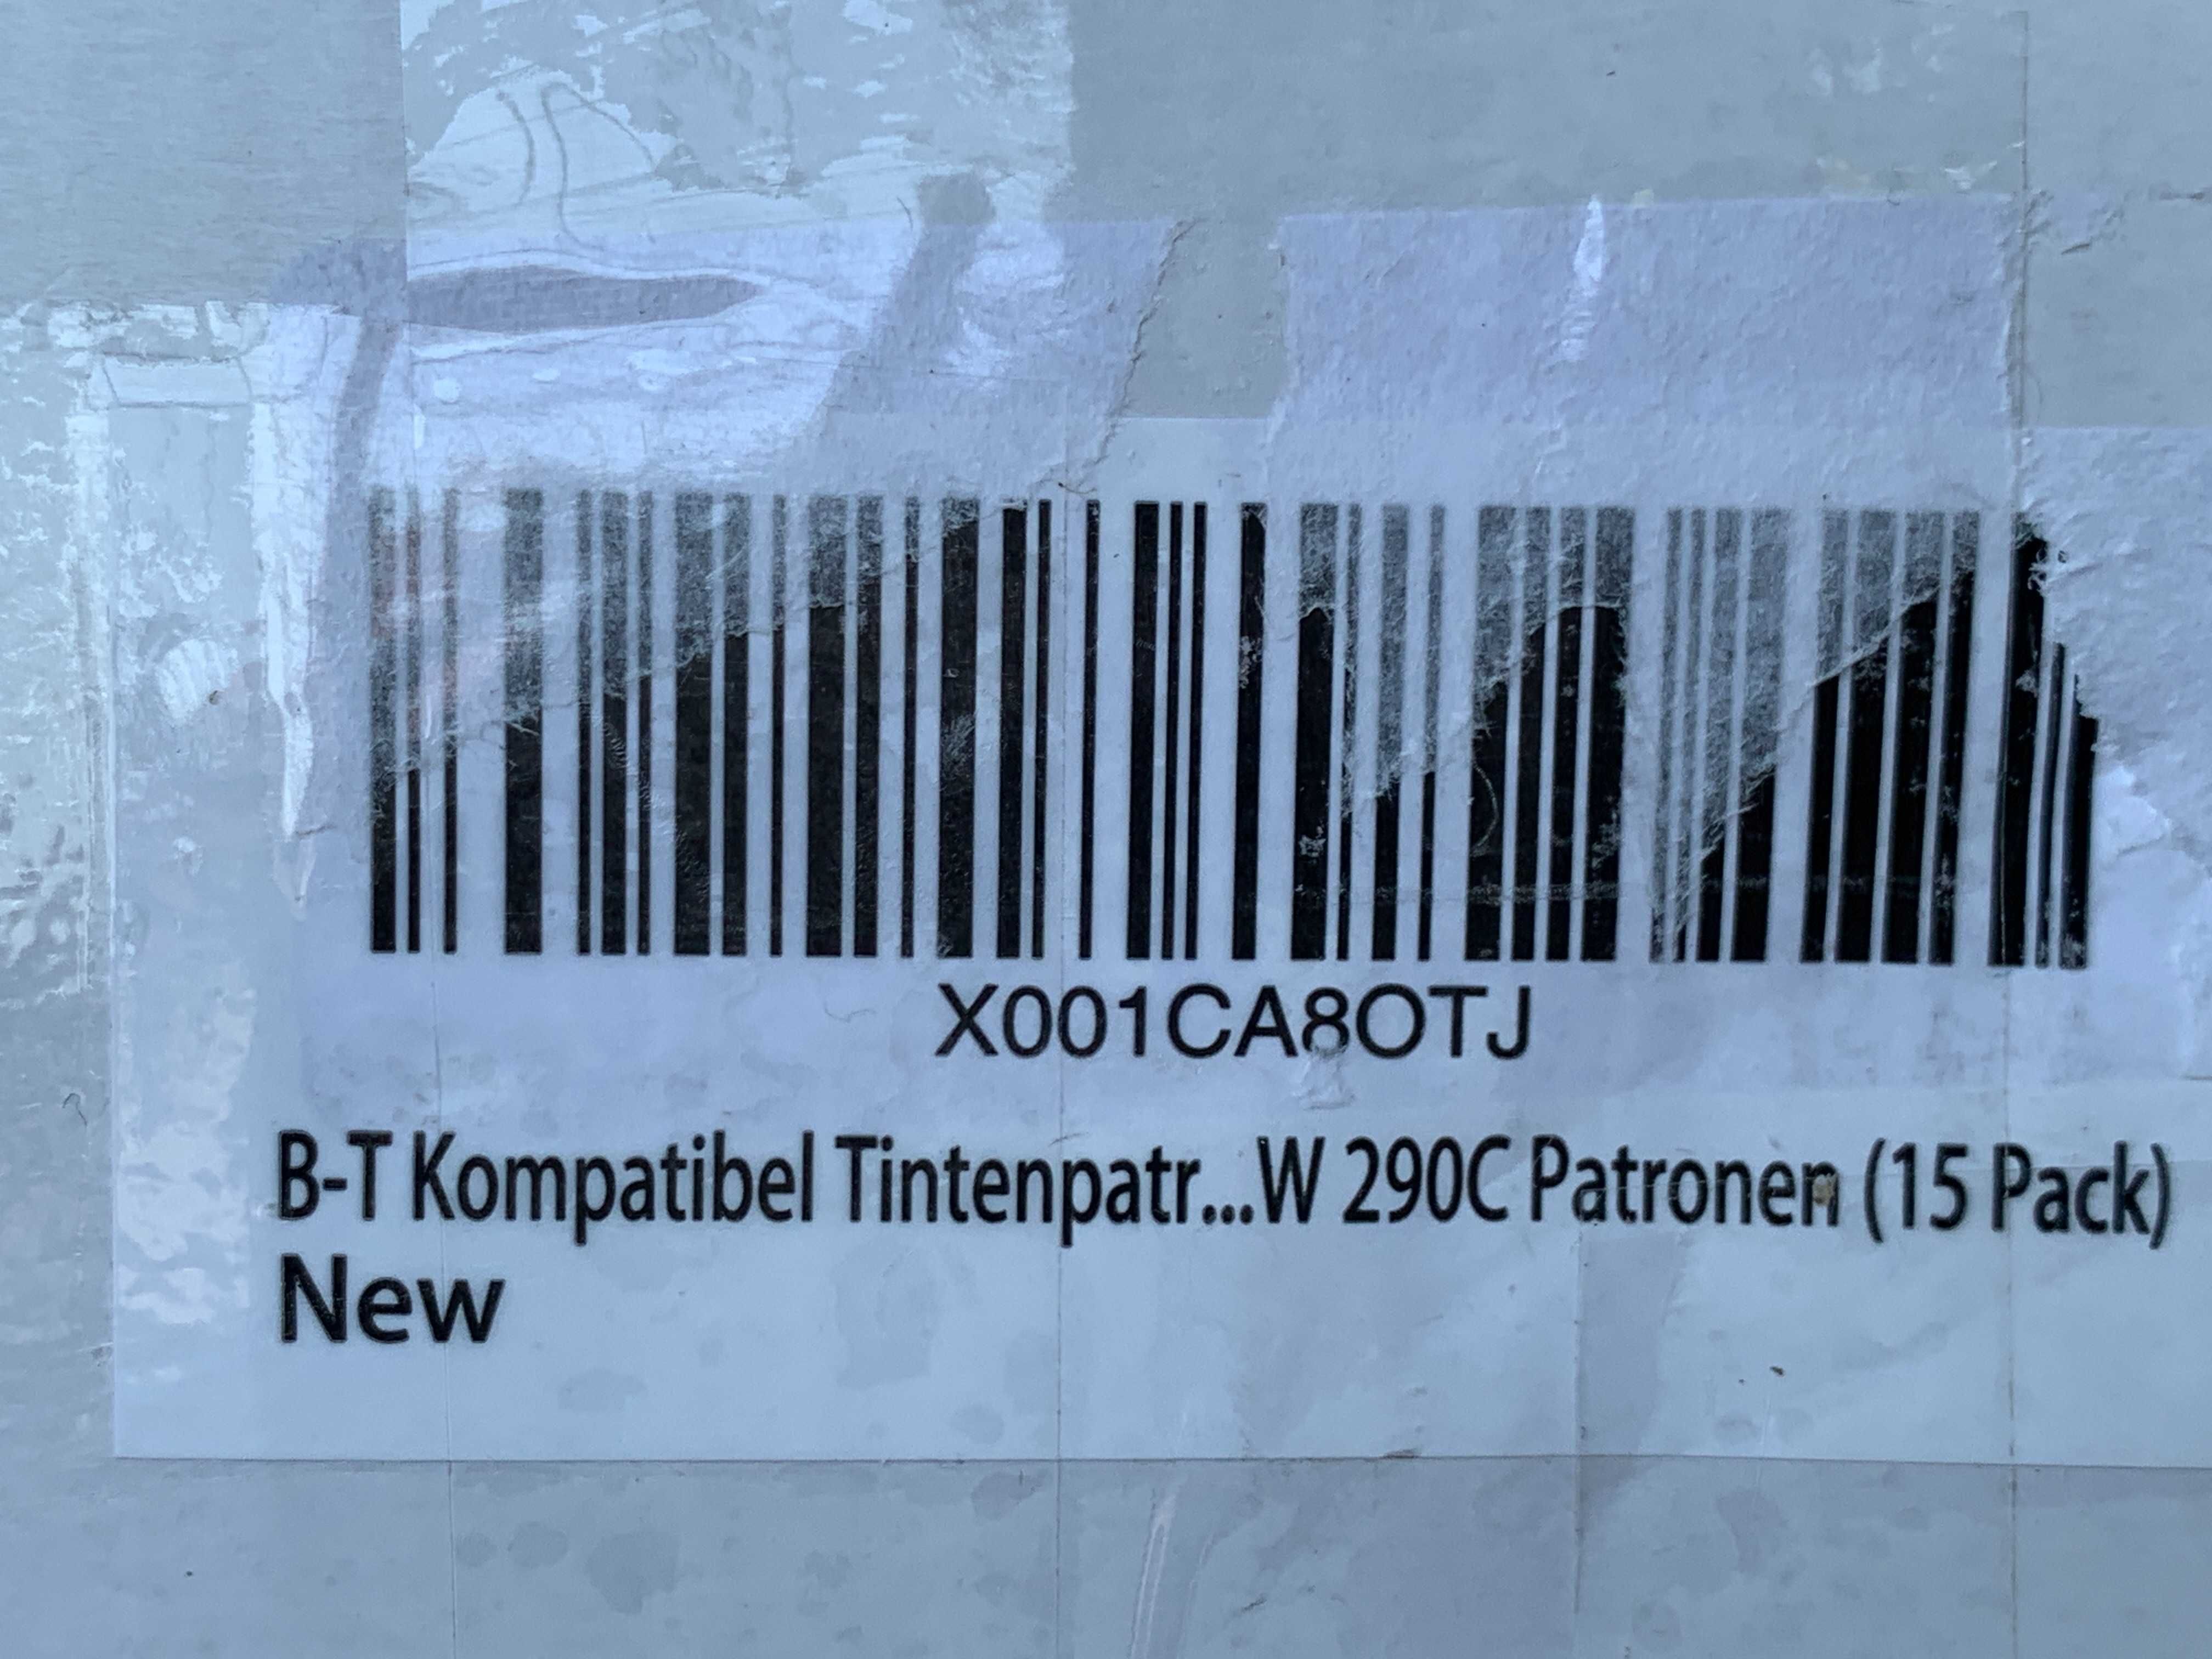 X001CA8OTJ
B-T Kompatibel Tintenpatr...W 290C Patronen (15 Pack)
New